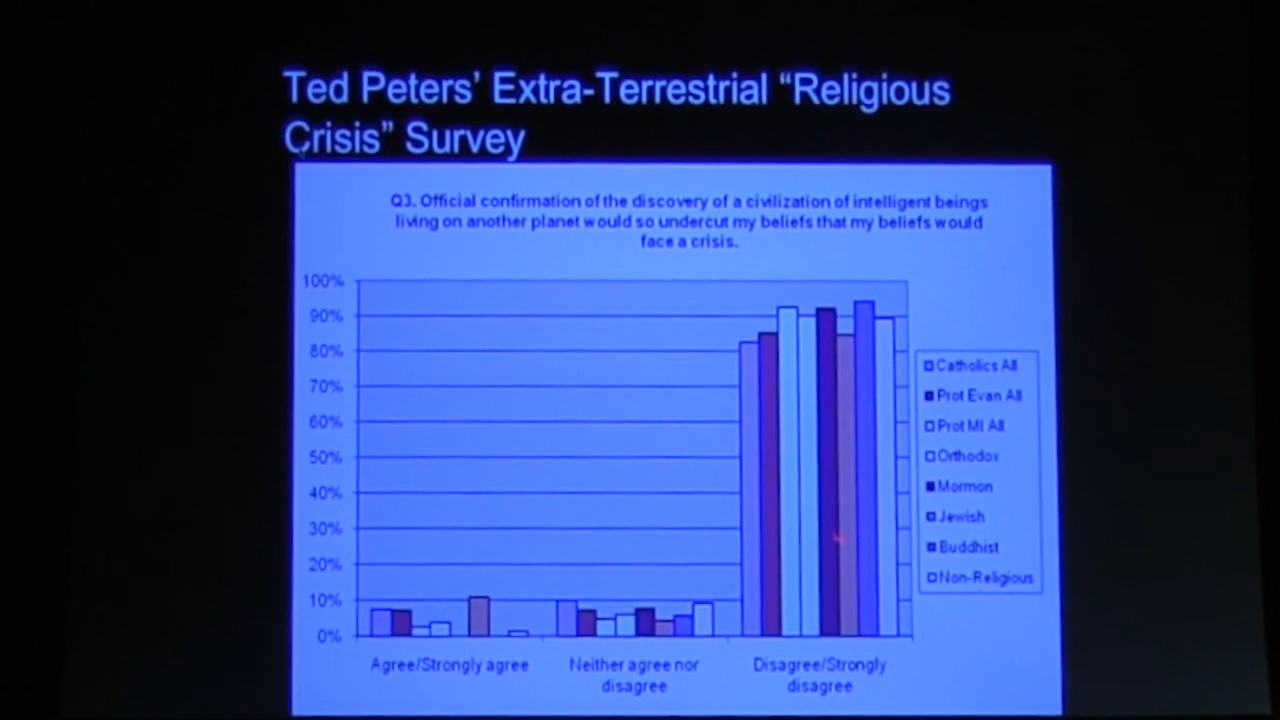 Ted Peters' Extra-Terrestrial “Religious
Crisis” Survey
Q3. Official confirmation of the discovery of a civilization of intelligent beings
living on another planet would so undercut my beliefs that my beliefs would
face a crisis.
100%
90%
80%
70%
60%
50%
40%
30%
20%
10%
0%
Agree/Strongly agree
Neither agree nor
disagree
Disagree/Strongly
disagree
Catholics All
Prot Evan All
Prot Ml All
Orthodox
Mormon
Jewish
Buddhist
Non-Religious